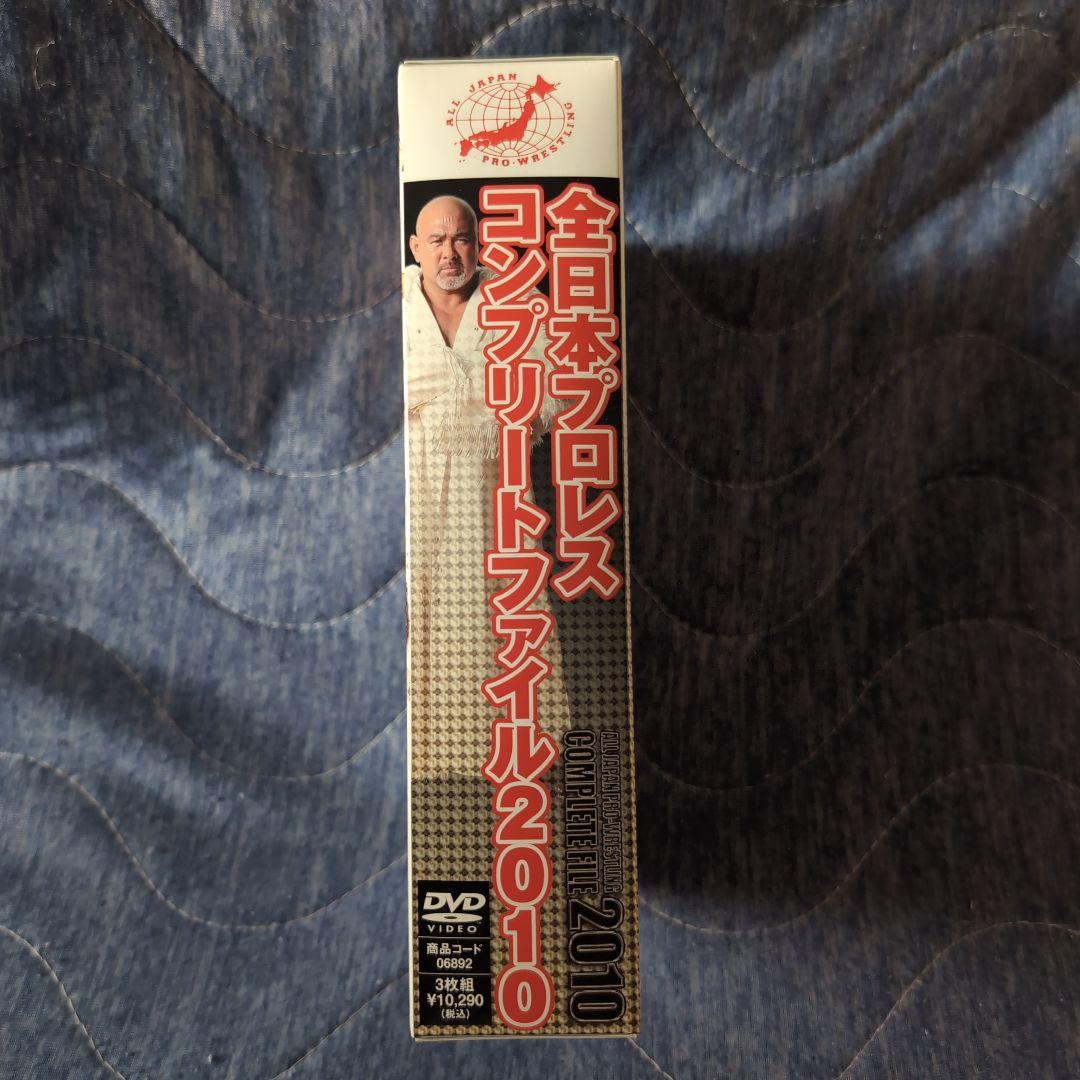 ALL JAPAN
PRO-WRESTLING
全日本プロレス
コンプリートファイル2010
ALL JAPAN PRO-WRESTLING
COMPLETE FILE 2010
DVD
VIDEO
商品コード
06892
3枚組
¥10,290
(税込)